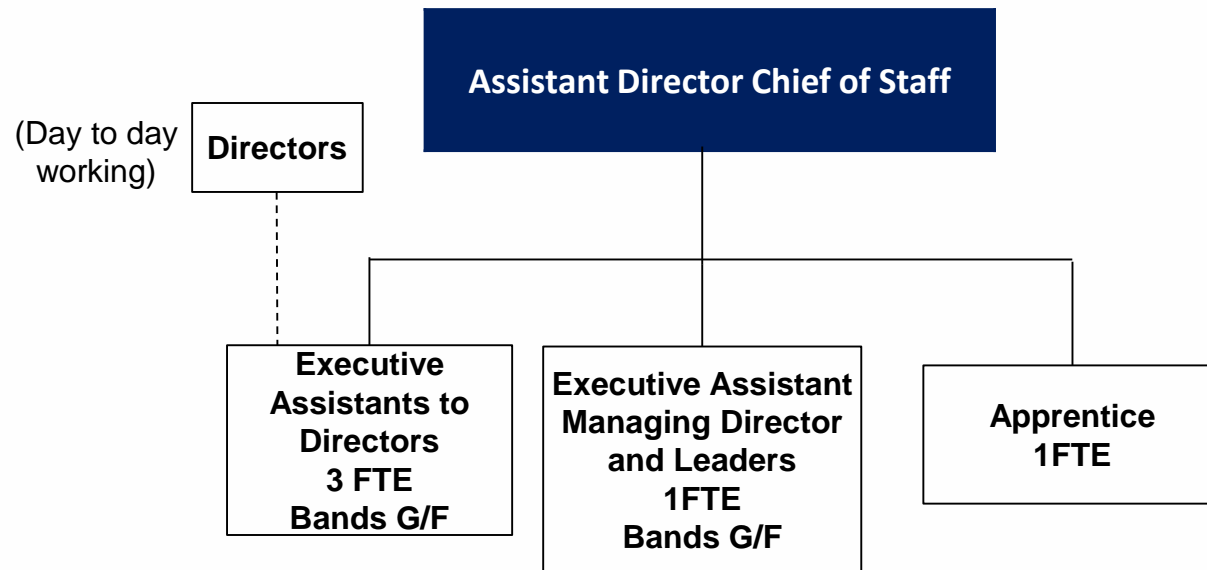 Assistant Director Chief of Staff
(Day to day
working)
Directors
Executive
Assistants to
Directors
3 FTE
Bands G/F
Executive Assistant
Managing Director
and Leaders
1FTE
Bands G/F
Apprentice
1FTE